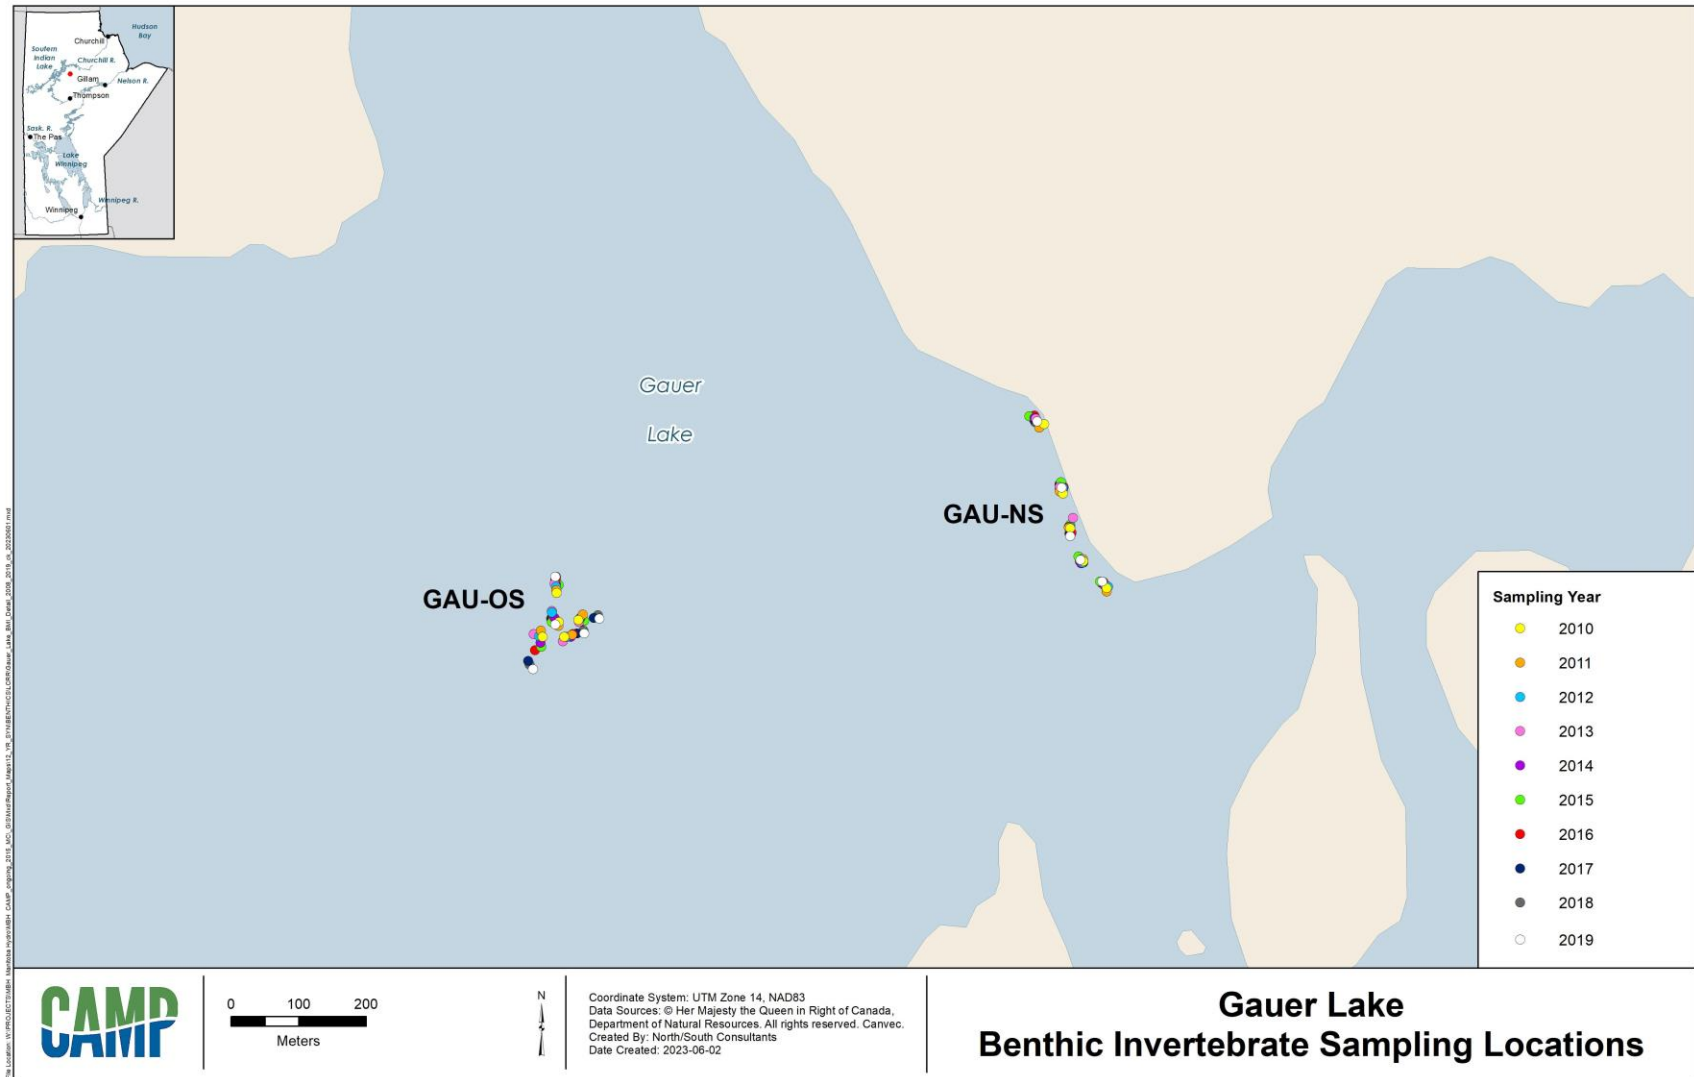 Hudson
Bay
Churchill
Soutern
Indian
Lake
Churchill R.
Gillam
Nelson R.
Thompson
Sask. R.
The Pas
Lake
Winnipeg
Winnipeg R.
Winnipeg
Gauer
Lake
GAU-NS
GAU-OS
Sampling Year
2010
2011
2012
2013
2014
2015
2016
2017
2018
2019
CAMP
0 100 200
Meters
N
Coordinate System: UTM Zone 14, NAD83
Data Sources: © Her Majesty the Queen in Right of Canada,
Department of Natural Resources. All rights reserved. Canvec.
Created By: North/South Consultants
Date Created: 2023-06-02
Gauer Lake
Benthic Invertebrate Sampling Locations